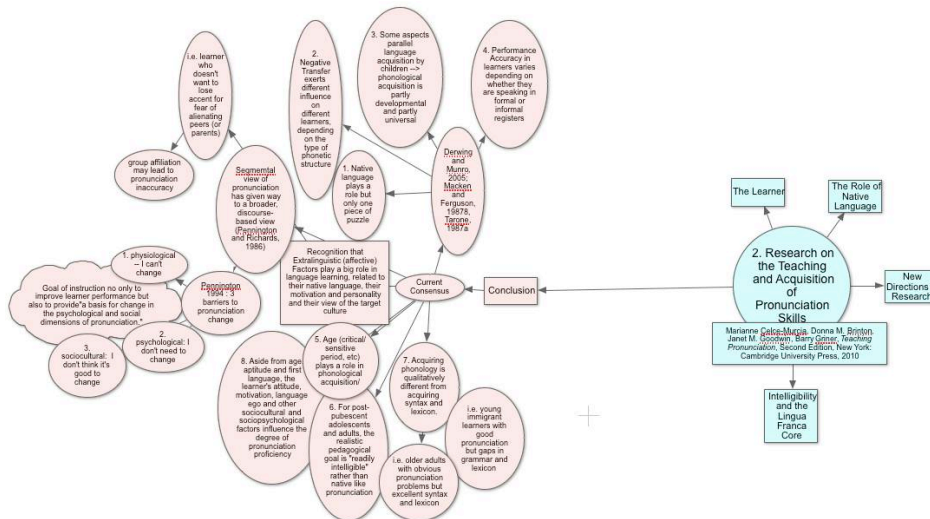 i.e. learner
who doesn't
want to
lose accent
for fear of
alienating
peers (or
parents)
group affiliation
may lead to
pronunciation
inaccuracy
2.
Negative
Transfer
exerts
different
influence
on
different
learners,
depending
on the
type of
phonetic
structure
3. Some aspects
parallel
language
acquisition by
children -->
phonological
acquisition is
partly
developmental
and partly
universal
4. Performance
Accuracy in
learners varies
depending on
whether they
are speaking in
formal or
informal
registers
Segmental
view of
pronunciation
has given way
to a broader,
discourse-
based view
(Pennington
and Richards,
1986)
1. Native
language
plays a
role but
only one
piece of
puzzle
Derwing
and
Munro,
2005;
Macken
and
Ferguson,
19878,
Tarone,
1987a
Recognition that
Extralinguistic (affective)
Factors play a big role in
language learning, related to
their native language, their
motivation and personality
and their view of the target
culture
Current
Consensus
Conclusion
1. physiological
-- I can't
change
Goal of instruction no only to
improve learner performance but
also to provide"a basis for change in
the psychological and social
dimensions of pronunciation."
Pennington
1994 : 3
barriers to
pronunciation
change
2.
psychological: I
don't need to
change
3.
sociocultural: I
don't think it's
good to
change
5. Age (critical/
sensitive
period, etc)
plays a role in
phonological
acquisition/
8. Aside from age,
aptitude and first
language, the
learner's attitude,
motivation, language
ego and other
sociocultural and
sociopsychological
factors influence the
degree of
pronunciation
proficiency
6. For post-
pubescent
adolescents
and adults, the
realistic
pedagogical
goal is "readily
intelligible"
rather than
native like
pronunciation
7. Acquiring
phonology is
qualitatively
different from
acquiring
syntax and
lexicon.
i.e. young
immigrant
learners with
good
pronunciation
but gaps in
grammar and
lexicon
i.e. older adults
with obvious
pronunciation
problems but
excellent syntax
and lexicon
The Learner
The Role of
Native
Language
2. Research on
the Teaching
and Acquisition
of
Pronunciation
Skills
Marianne Celce-Murcia, Donna M. Brinton,
Janet M. Goodwin, Barry Griner, Teaching
Pronunciation, Second Edition, New York:
Cambridge University Press, 2010
New
Directions
Research
Intelligibility
and the
Lingua
Franca
Core